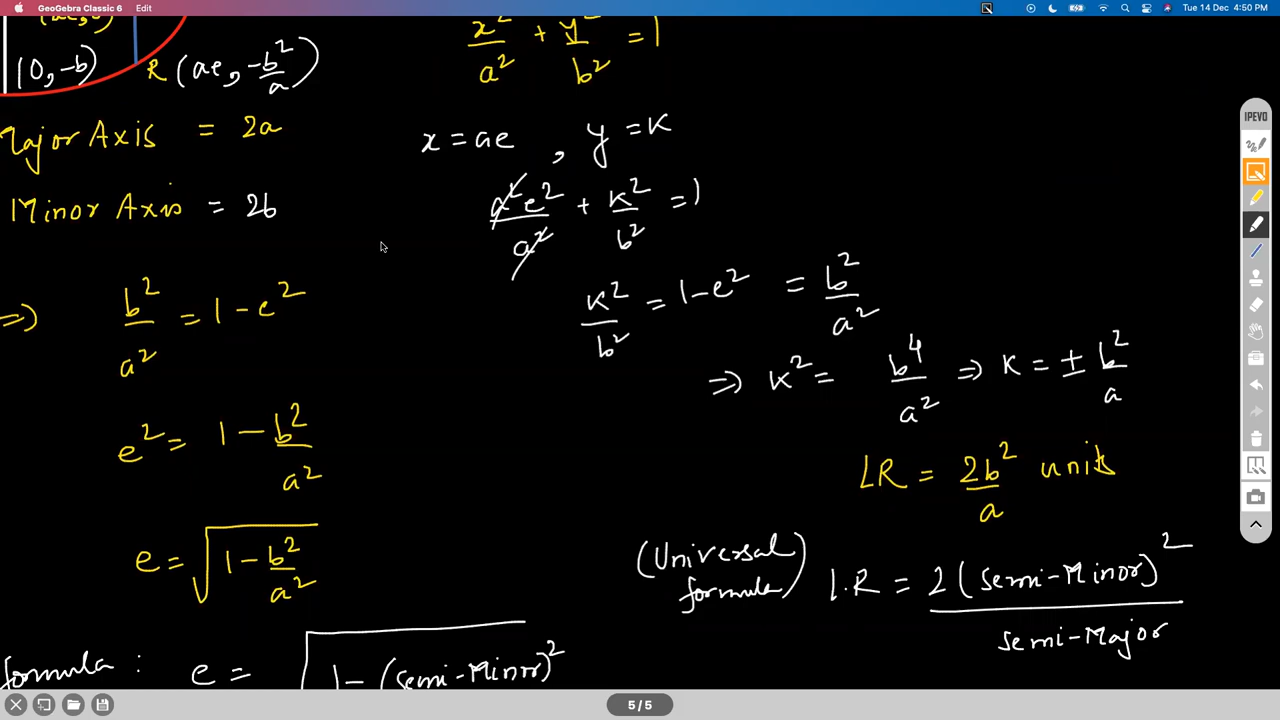 GeoGebra Classic 6 Edit Tue 14 Dec 4:50 PM
(0, -b) R (ae, -b²/a)
x²/a² + y²/b² = 1
Major Axis = 2a
Minor Axis = 2b
⇒ b²/a² = 1 - e²
e² = 1 - b²/a²
e = √(1 - b²/a²)
formula : e = √(1 - (semi-Minor)²
x = ae , y = K
a²e²/a² + K²/b² = 1
K²/b² = 1 - e² = b²/a²
⇒ K² = b⁴/a² ⇒ K = ± b²/a
LR = 2b²/a units
(Universal formula) L.R = 2 (semi-Minor)²/semi-Major
IPEVO
5/5